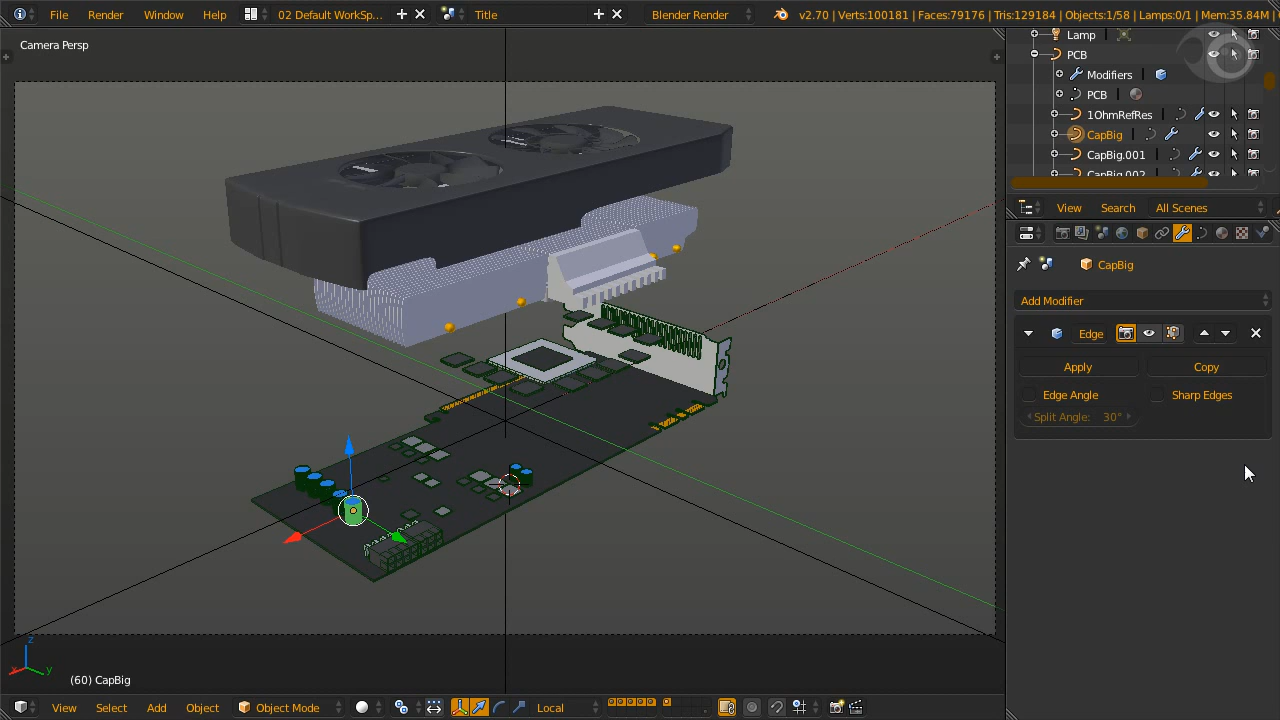 File Render Window Help 02 Default WorkSp... Title Blender Render v2.70 | Verts:100181 | Faces:79176 | Tris:129184 | Objects:1/58 | Lamps:0/1 | Mem:35.84M |
Camera Persp
Lamp
PCB
Modifiers
PCB
1OhmRefRes
CapBig
CapBig.001
CapBig.002
View Search All Scenes
CapBig
Add Modifier
Edge
Apply Copy
Edge Angle Sharp Edges
Split Angle: 30°
z
x y
(60) CapBig
View Select Add Object Object Mode Local